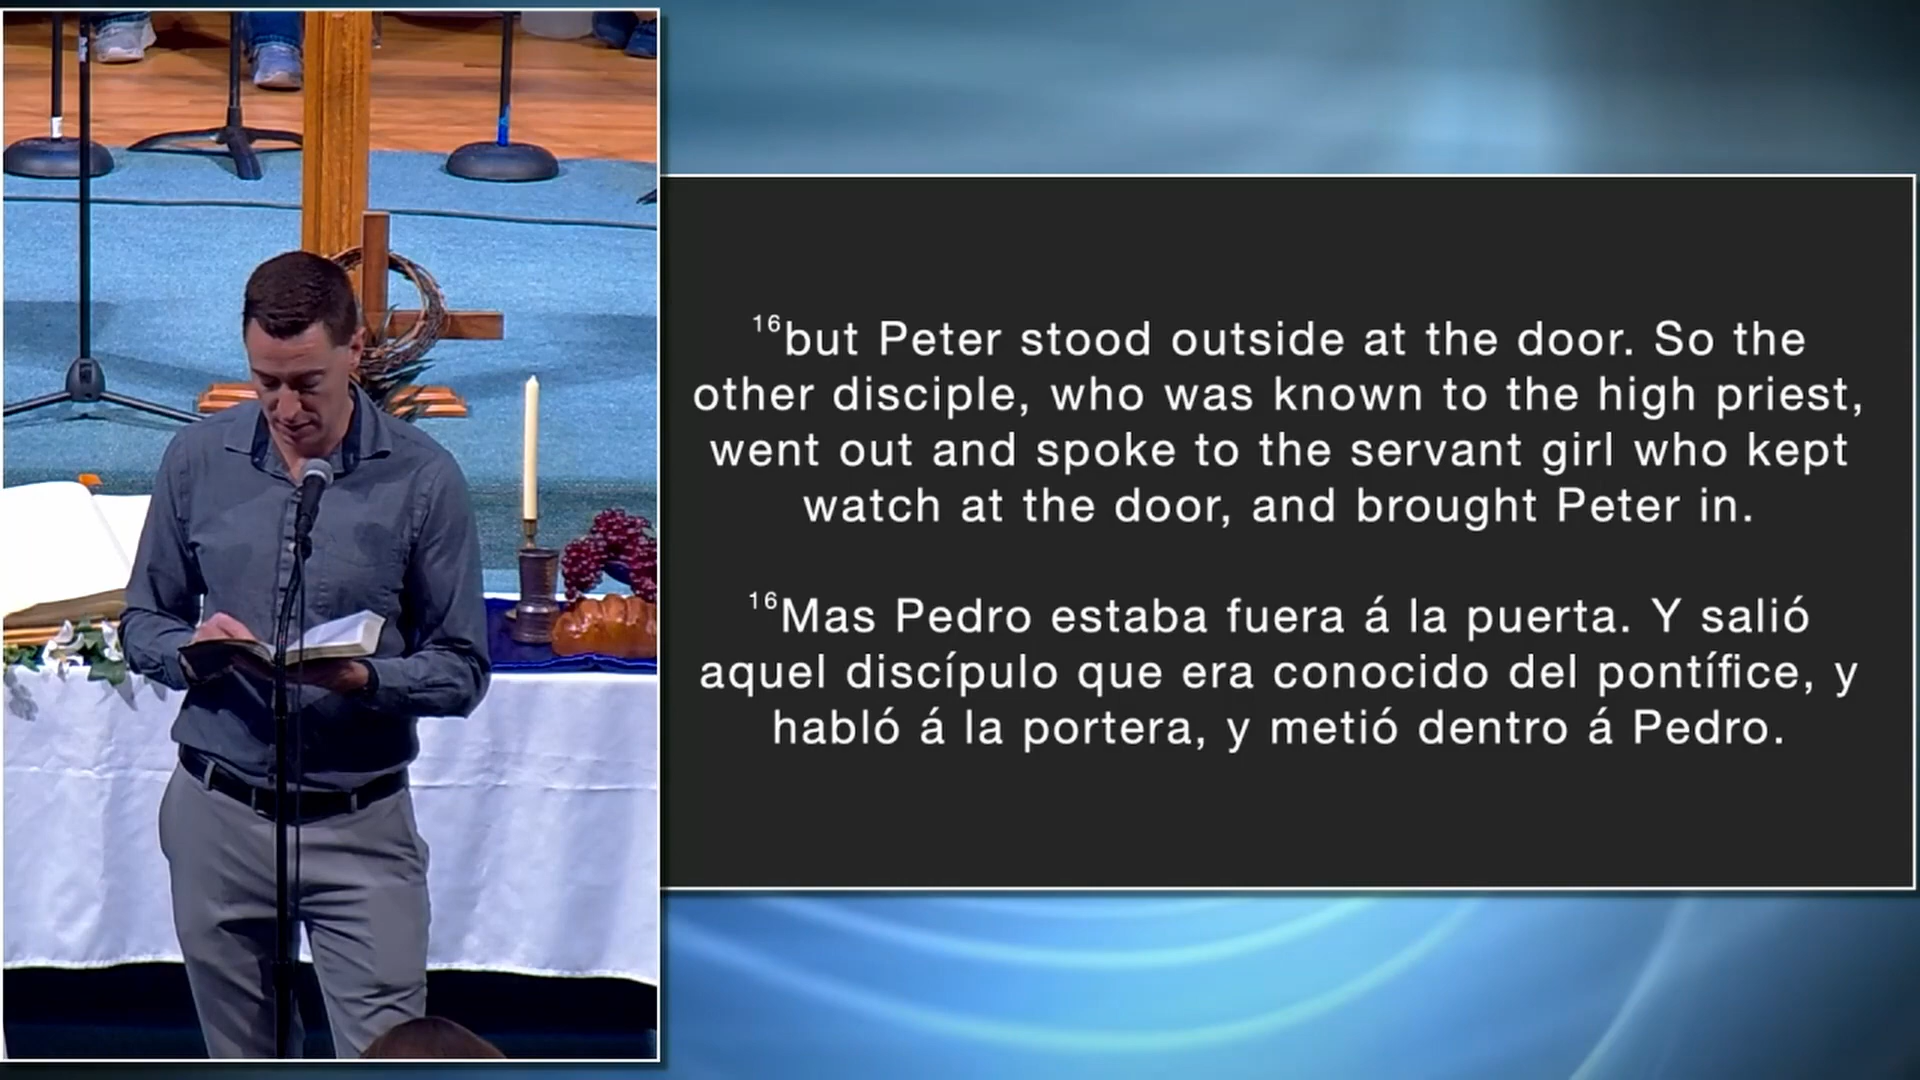 16but Peter stood outside at the door. So the
other disciple, who was known to the high priest,
went out and spoke to the servant girl who kept
watch at the door, and brought Peter in.
16Mas Pedro estaba fuera á la puerta. Y salió
aquel discípulo que era conocido del pontífice, y
habló á la portera, y metió dentro á Pedro.